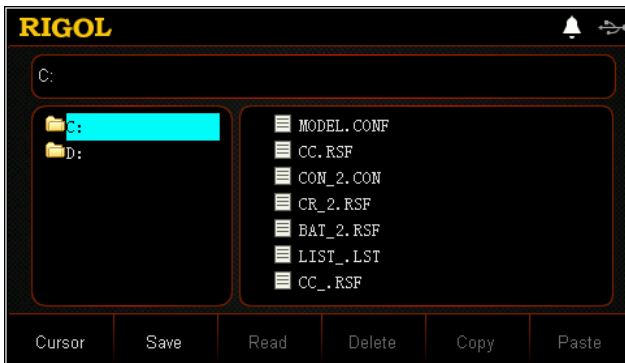 RIGOL
C:
C:
D:
MODEL.CONF
CC.RSF
CON_2.CON
CR_2.RSF
BAT_2.RSF
LIST_.LST
CC_.RSF
Cursor Save Read Delete Copy Paste